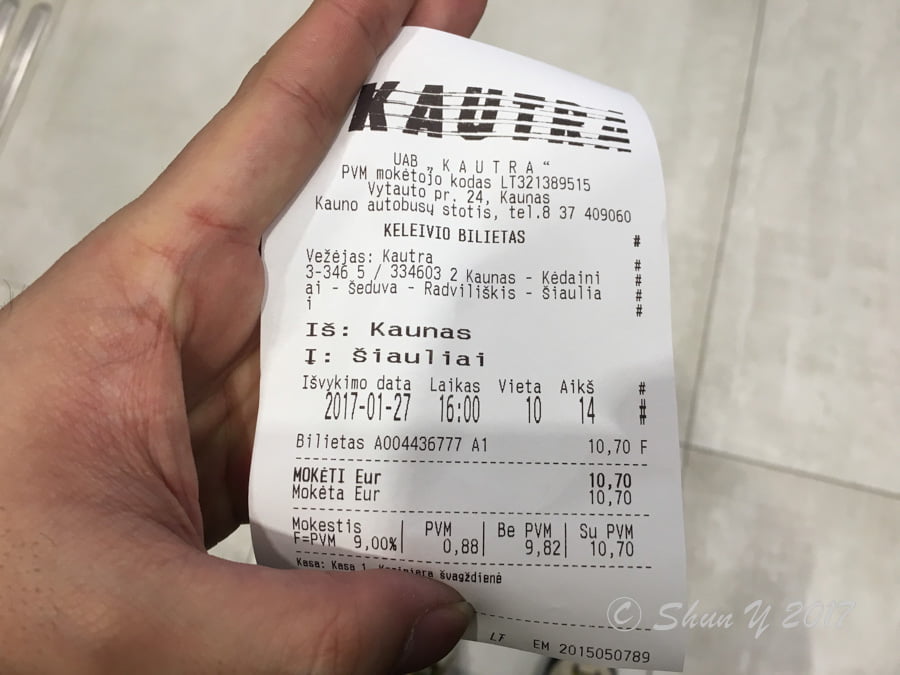 KAUTRA
UAB „KAUTRA“
PVM mokėtojo kodas LT321389515
Vytauto pr. 24, Kaunas
Kauno autobusų stotis, tel.8 37 409060
KELEIVIO BILIETAS #
Vežėjas: Kautra #
3-346 5 / 334603 2 Kaunas - Kėdaini #
ai - Šeduva - Radviliškis - Šiaulia #
i #
Iš: Kaunas
Į: Šiauliai
Išvykimo data Laikas Vieta Aikš #
2017-01-27 16:00 10 14 #
Bilietas A004436777 A1 10,70 F
MOKĖTI Eur 10,70
Mokėta Eur 10,70
Mokestis | PVM | Be PVM | Su PVM
F=PVM 9,00% | 0,88 | 9,82 | 10,70
Kasa: Kasa 1, švagždienė
LT EM 2015050789
© Shun Y 2017